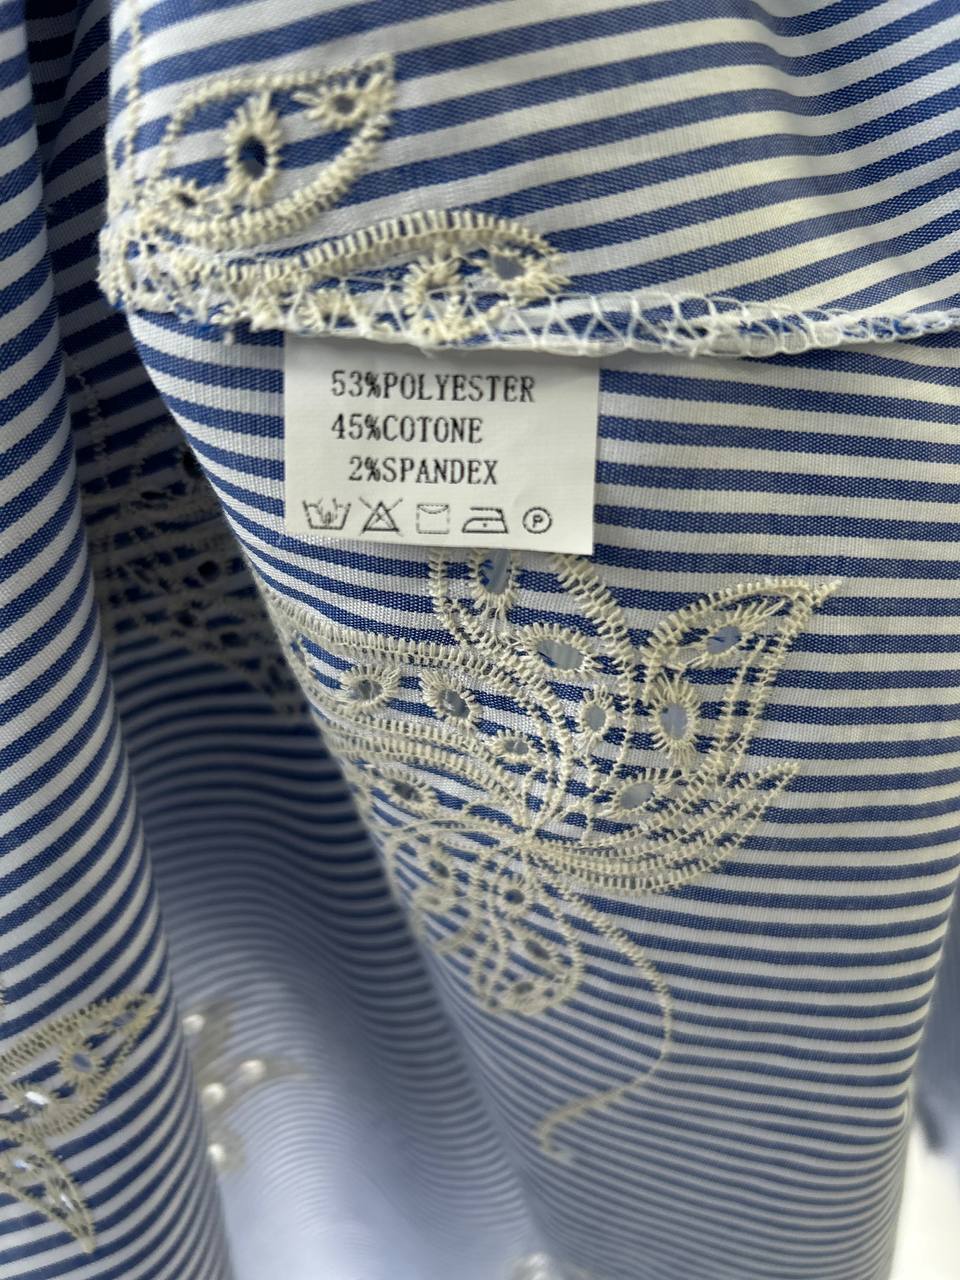 53%POLYESTER
45%COTONE
2%SPANDEX
P